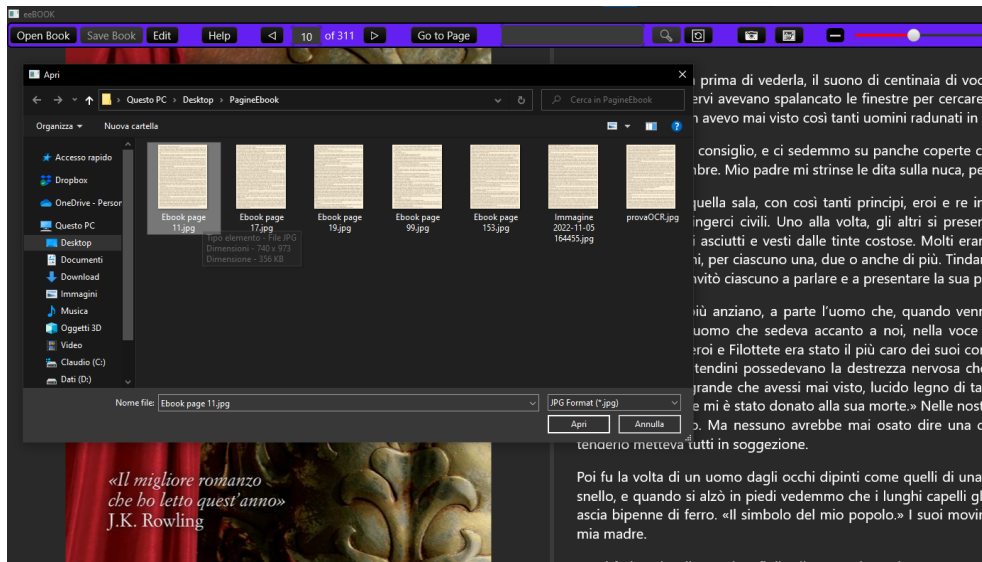 eeBOOK
Open Book
Save Book
Edit
Help
10
of 311
Go to Page
Apri
Questo PC
Desktop
PagineEbook
Cerca in PagineEbook
Organizza
Nuova cartella
Accesso rapido
Dropbox
OneDrive - Person
Questo PC
Desktop
Documenti
Download
Immagini
Musica
Oggetti 3D
Video
Claudio (C:)
Dati (D:)
Ebook page
11.jpg
Ebook page
17.jpg
Ebook page
19.jpg
Ebook page
99.jpg
Ebook page
153.jpg
Immagine
2022-11-05
164455.jpg
provaOCR.jpg
Tipo elemento - File JPG
Dimensioni - 740 x 973
Dimensione - 356 KB
Nome file:
Ebook page 11.jpg
JPG Format (*.jpg)
Apri
Annulla
«Il migliore romanzo
che ho letto quest'anno»
J.K. Rowling
prima di vederla, il suono di centinaia di voc
ervi avevano spalancato le finestre per cercare
avevo mai visto così tanti uomini radunati in
consiglio, e ci sedemmo su panche coperte c
bre. Mio padre mi strinse le dita sulla nuca, pe
quella sala, con così tanti principi, eroi e re in
ingerci civili. Uno alla volta, gli altri si preser
i asciutti e vesti dalle tinte costose. Molti erar
ni, per ciascuno una, due o anche di più. Tindar
nvitò ciascuno a parlare e a presentare la sua p
più anziano, a parte l'uomo che, quando venr
uomo che sedeva accanto a noi, nella voce
eroi e Filottete era stato il più caro dei suoi cor
tendini possedevano la destrezza nervosa che
grande che avessi mai visto, lucido legno di ta
e mi è stato donato alla sua morte.» Nelle nost
o. Ma nessuno avrebbe mai osato dire una c
tenderlo metteva tutti in soggezione.
Poi fu la volta di un uomo dagli occhi dipinti come quelli di una
snello, e quando si alzò in piedi vedemmo che i lunghi capelli gl
ascia bipenne di ferro. «Il simbolo del mio popolo.» I suoi movir
mia madre.